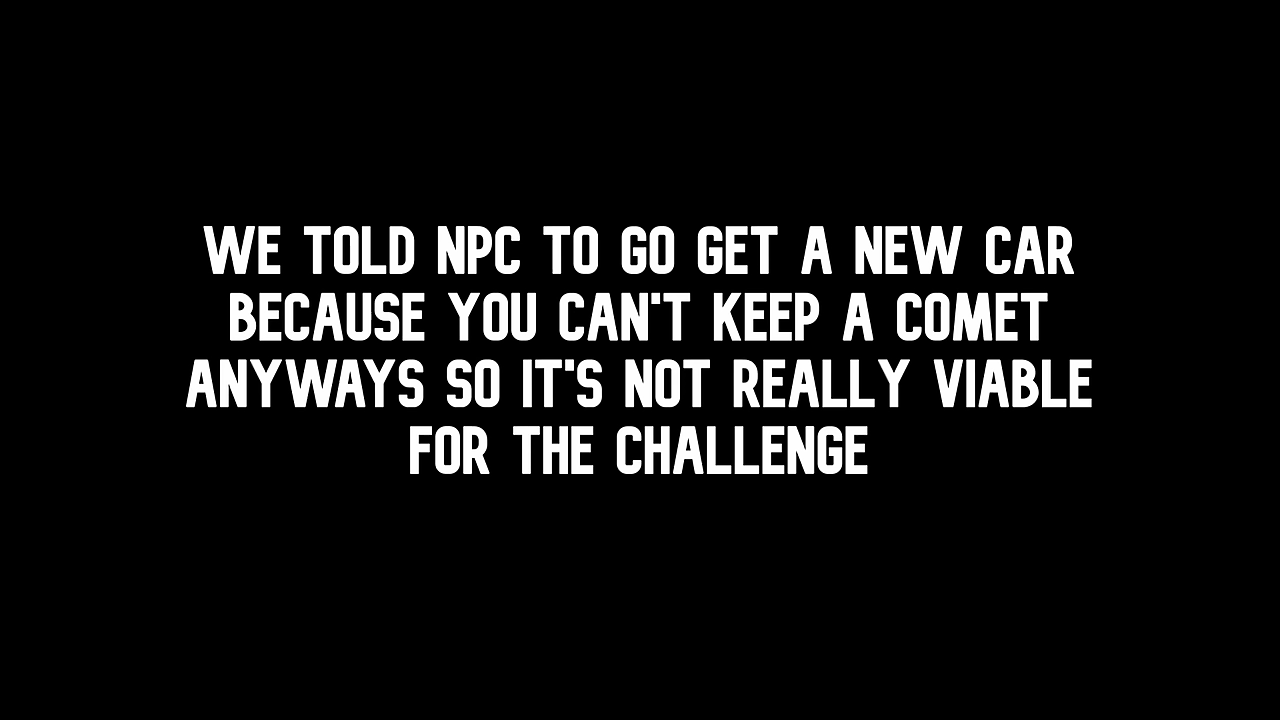 WE TOLD NPC TO GO GET A NEW CAR
BECAUSE YOU CAN'T KEEP A COMET
ANYWAYS SO IT'S NOT REALLY VIABLE
FOR THE CHALLENGE